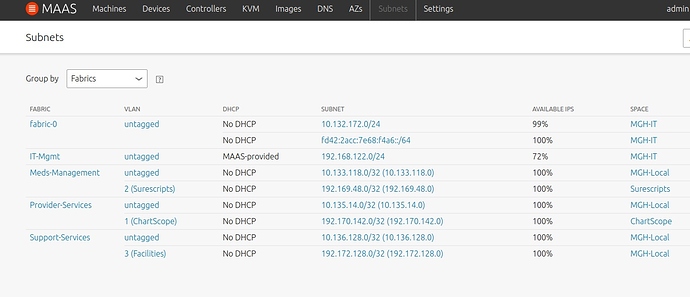 MAAS Machines Devices Controllers KVM Images DNS AZs Subnets Settings admin
Subnets
Group by Fabrics ?
FABRIC VLAN DHCP SUBNET AVAILABLE IPS SPACE
fabric-0 untagged No DHCP 10.132.172.0/24 99% MGH-IT
No DHCP fd42:2acc:7e68:f4a6::/64 100% MGH-IT
IT-Mgmt untagged MAAS-provided 192.168.122.0/24 72% MGH-IT
Meds-Management untagged No DHCP 10.133.118.0/32 (10.133.118.0) 100% MGH-Local
2 (Surescripts) No DHCP 192.169.48.0/32 (192.169.48.0) 100% Surescripts
Provider-Services untagged No DHCP 10.135.14.0/32 (10.135.14.0) 100% MGH-Local
1 (ChartScope) No DHCP 192.170.142.0/32 (192.170.142.0) 100% ChartScope
Support-Services untagged No DHCP 10.136.128.0/32 (10.136.128.0) 100% MGH-Local
3 (Facilities) No DHCP 192.172.128.0/32 (192.172.128.0) 100% MGH-Local